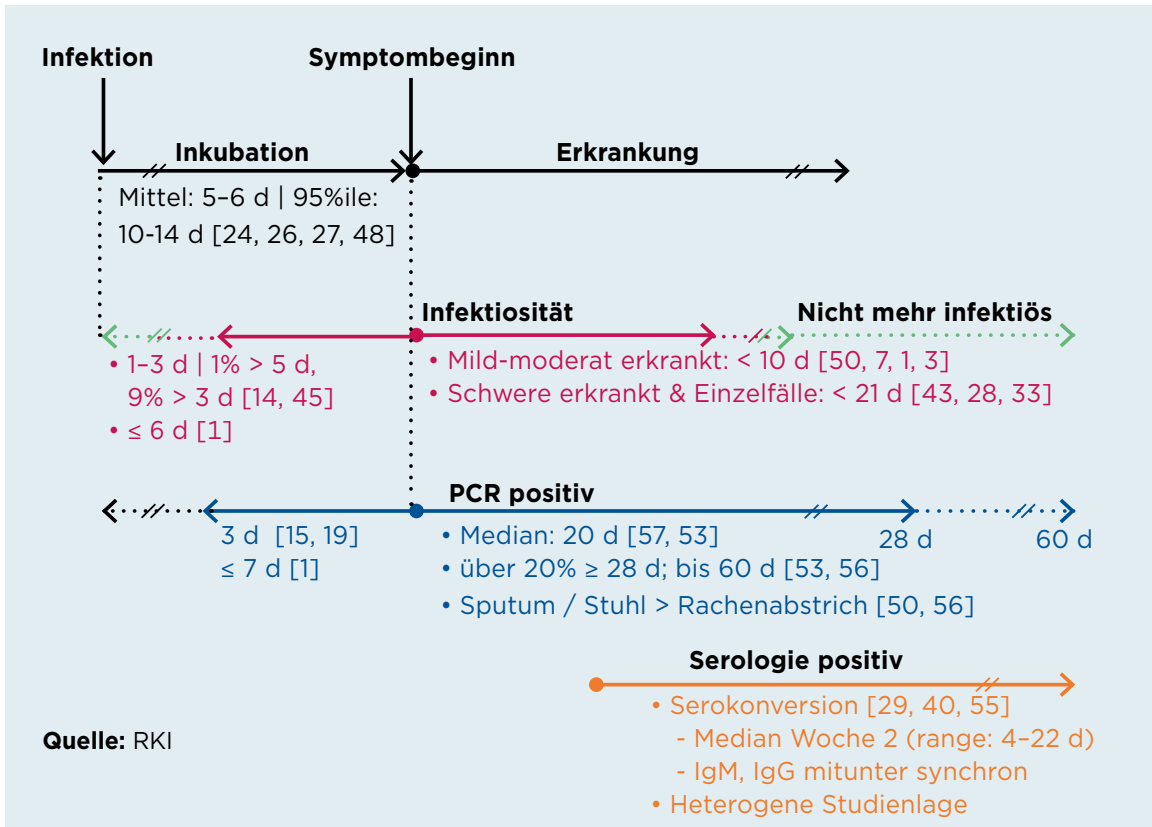 Infektion
Symptombeginn
Inkubation
Erkrankung
Mittel: 5–6 d | 95%ile:
10-14 d [24, 26, 27, 48]
Infektiosität
Nicht mehr infektiös
• 1–3 d | 1% > 5 d,
9% > 3 d [14, 45]
• ≤ 6 d [1]
• Mild-moderat erkrankt: < 10 d [50, 7, 1, 3]
• Schwere erkrankt & Einzelfälle: < 21 d [43, 28, 33]
PCR positiv
3 d [15, 19]
≤ 7 d [1]
• Median: 20 d [57, 53]
• über 20% ≥ 28 d; bis 60 d [53, 56]
• Sputum / Stuhl > Rachenabstrich [50, 56]
28 d
60 d
Serologie positiv
• Serokonversion [29, 40, 55]
- Median Woche 2 (range: 4–22 d)
- IgM, IgG mitunter synchron
• Heterogene Studienlage
Quelle: RKI